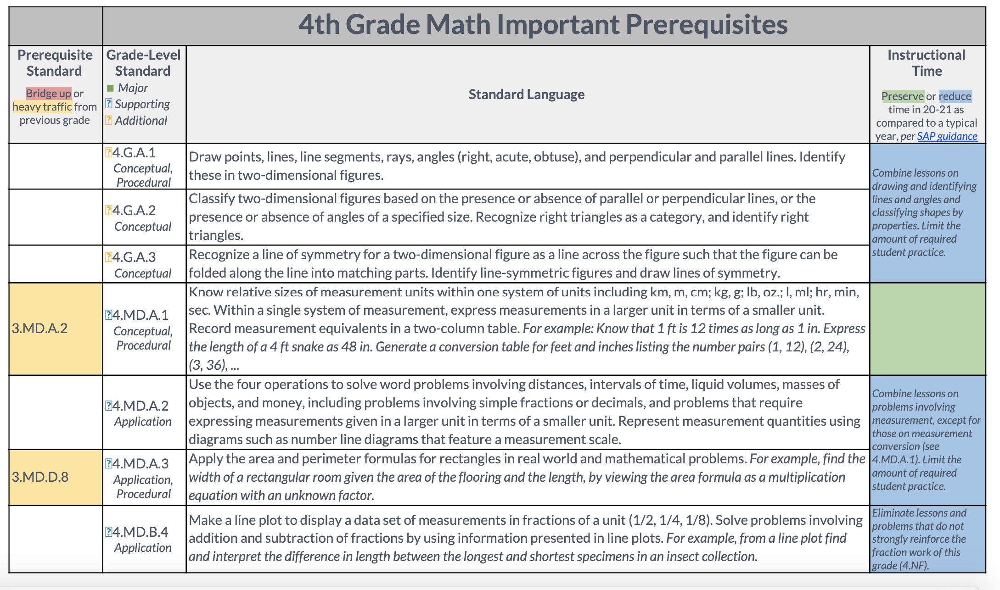 4th Grade Math Important Prerequisites
Prerequisite
Standard
Bridge up or
heavy traffic from
previous grade
Grade-Level
Standard
■ Major
⍰ Supporting
⍰ Additional
Standard Language
Instructional
Time
Preserve or reduce
time in 20-21 as
compared to a typical
year, per SAP guidance
⍰4.G.A.1
Conceptual,
Procedural
Draw points, lines, line segments, rays, angles (right, acute, obtuse), and perpendicular and parallel lines. Identify
these in two-dimensional figures.
Combine lessons on
drawing and identifying
lines and angles and
classifying shapes by
properties. Limit the
amount of required
student practice.
⍰4.G.A.2
Conceptual
Classify two-dimensional figures based on the presence or absence of parallel or perpendicular lines, or the
presence or absence of angles of a specified size. Recognize right triangles as a category, and identify right
triangles.
⍰4.G.A.3
Conceptual
Recognize a line of symmetry for a two-dimensional figure as a line across the figure such that the figure can be
folded along the line into matching parts. Identify line-symmetric figures and draw lines of symmetry.
3.MD.A.2
⍰4.MD.A.1
Conceptual,
Procedural
Know relative sizes of measurement units within one system of units including km, m, cm; kg, g; lb, oz.; l, ml; hr, min,
sec. Within a single system of measurement, express measurements in a larger unit in terms of a smaller unit.
Record measurement equivalents in a two-column table. For example: Know that 1 ft is 12 times as long as 1 in. Express
the length of a 4 ft snake as 48 in. Generate a conversion table for feet and inches listing the number pairs (1, 12), (2, 24),
(3, 36), ...
⍰4.MD.A.2
Application
Use the four operations to solve word problems involving distances, intervals of time, liquid volumes, masses of
objects, and money, including problems involving simple fractions or decimals, and problems that require
expressing measurements given in a larger unit in terms of a smaller unit. Represent measurement quantities using
diagrams such as number line diagrams that feature a measurement scale.
Combine lessons on
problems involving
measurement, except for
those on measurement
conversion (see
4.MD.A.1). Limit the
amount of required
student practice.
3.MD.D.8
⍰4.MD.A.3
Application,
Procedural
Apply the area and perimeter formulas for rectangles in real world and mathematical problems. For example, find the
width of a rectangular room given the area of the flooring and the length, by viewing the area formula as a multiplication
equation with an unknown factor.
⍰4.MD.B.4
Application
Make a line plot to display a data set of measurements in fractions of a unit (1/2, 1/4, 1/8). Solve problems involving
addition and subtraction of fractions by using information presented in line plots. For example, from a line plot find
and interpret the difference in length between the longest and shortest specimens in an insect collection.
Eliminate lessons and
problems that do not
strongly reinforce the
fraction work of this
grade (4.NF).